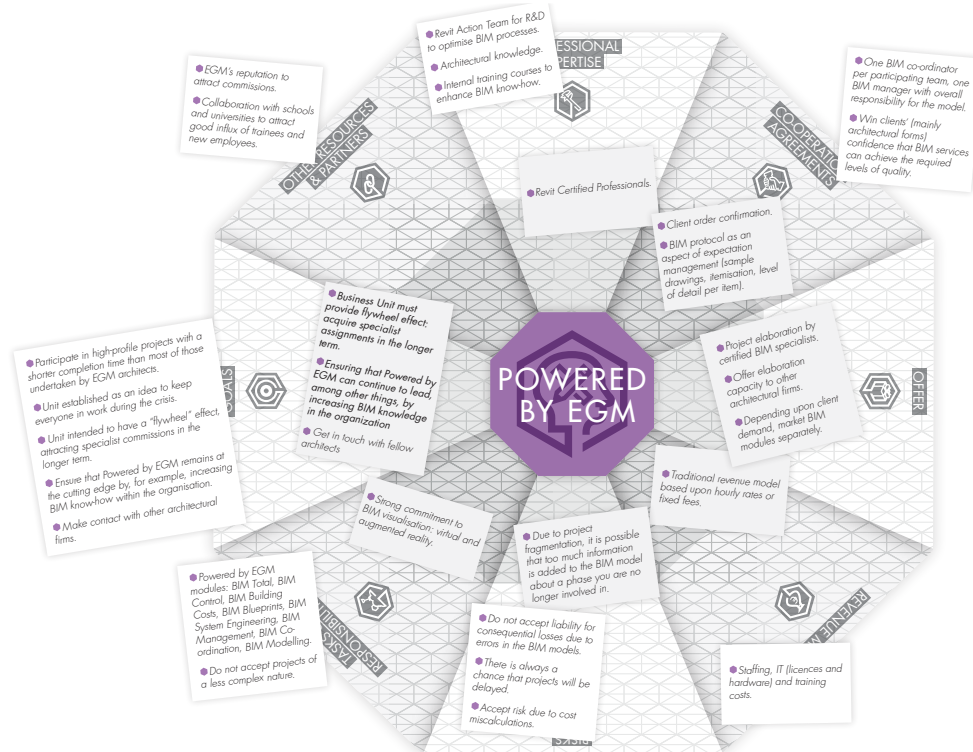 Revit Action Team for R&D
to optimise BIM processes.
Architectural knowledge.
Internal training courses to
enhance BIM know-how.
ESSIONAL
PERTISE
Revit Certified Professionals.
EGM's reputation to
attract commissions.
Collaboration with schools
and universities to attract
good influx of trainees and
new employees.
OTHER RESOURCES
& PARTNERS
One BIM co-ordinator
per participating team, one
BIM manager with overall
responsibility for the model.
Win clients' (mainly
architectural forms)
confidence that BIM services
can achieve the required
levels of quality.
CO-OPERATIO
AGREEMENTS
Client order confirmation.
BIM protocol as an
aspect of expectation
management (sample
drawings, itemisation, level
of detail per item).
Business Unit must
provide flywheel effect:
acquire specialist
assignments in the longer
term.
Ensuring that Powered by
EGM can continue to lead,
among other things, by
increasing BIM knowledge
in the organization
Get in touch with fellow
architects
Participate in high-profile projects with a
shorter completion time than most of those
undertaken by EGM architects.
Unit established as an idea to keep
everyone in work during the crisis.
Unit intended to have a "flywheel" effect,
attracting specialist commissions in the
longer term.
Ensure that Powered by EGM remains at
the cutting edge by, for example, increasing
BIM know-how within the organisation.
Make contact with other architectural
firms.
GOALS
POWERED
BY EGM
Project elaboration by
certified BIM specialists.
Offer elaboration
capacity to other
architectural firms.
Depending upon client
demand, market BIM
modules separately.
OFFER
Traditional revenue model
based upon hourly rates or
fixed fees.
Strong commitment to
BIM visualisation: virtual and
augmented reality.
Due to project
fragmentation, it is possible
that too much information
is added to the BIM model
about a phase you are no
longer involved in.
Powered by EGM
modules: BIM Total, BIM
Control, BIM Building
Costs, BIM Blueprints, BIM
System Engineering, BIM
Management, BIM Co-
ordination, BIM Modelling.
Do not accept projects of
a less complex nature.
TASKS
RESPONSIBILI
Do not accept liability for
consequential losses due to
errors in the BIM models.
There is always a
chance that projects will be
delayed.
Accept risk due to cost
miscalculations.
RISKS
REVENUE M
Staffing, IT (licences and
hardware) and training
costs.